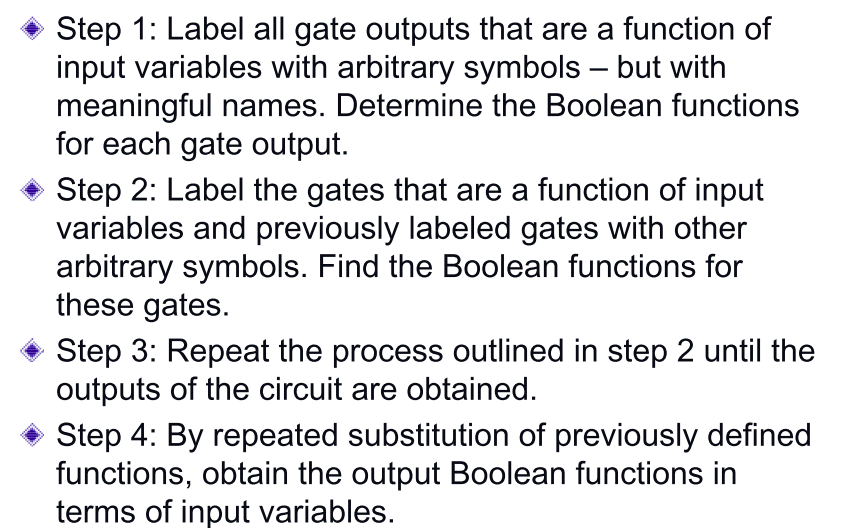 Step 1: Label all gate outputs that are a function of
input variables with arbitrary symbols – but with
meaningful names. Determine the Boolean functions
for each gate output.
Step 2: Label the gates that are a function of input
variables and previously labeled gates with other
arbitrary symbols. Find the Boolean functions for
these gates.
Step 3: Repeat the process outlined in step 2 until the
outputs of the circuit are obtained.
Step 4: By repeated substitution of previously defined
functions, obtain the output Boolean functions in
terms of input variables.